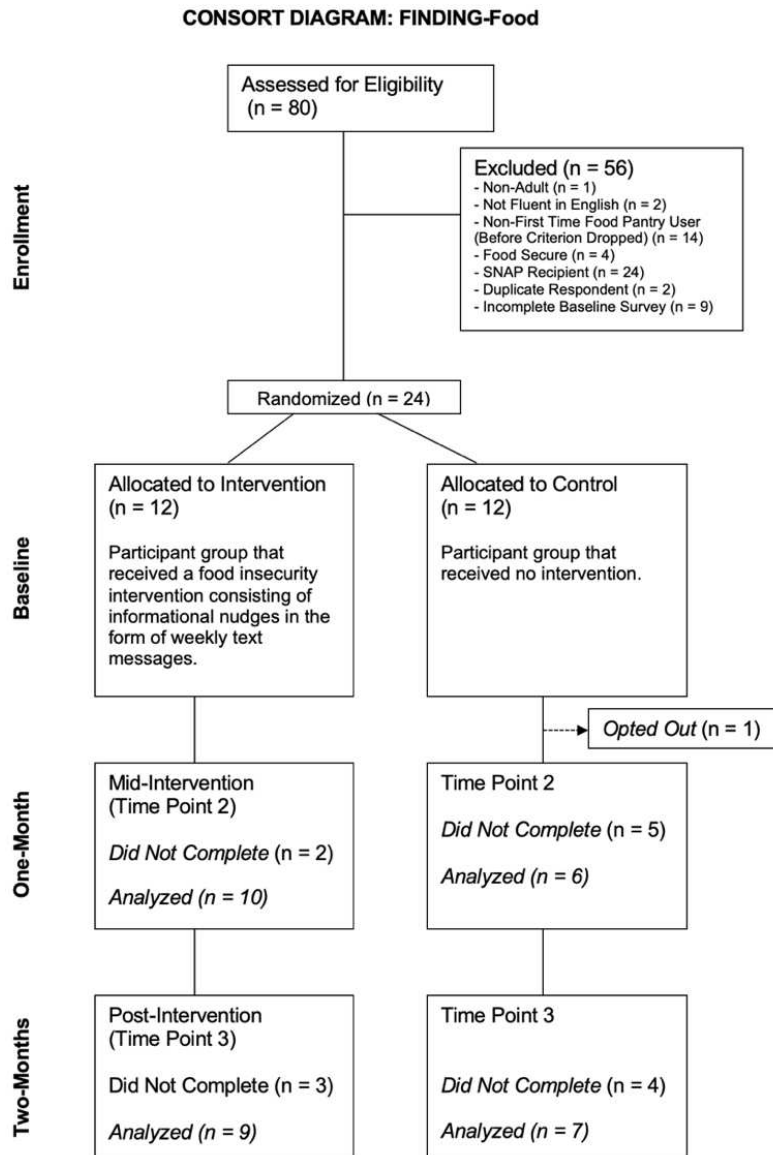 CONSORT DIAGRAM: FINDING-Food
Assessed for Eligibility
(n = 80)
Enrollment
Excluded (n = 56)
- Non-Adult (n = 1)
- Not Fluent in English (n = 2)
- Non-First Time Food Pantry User
(Before Criterion Dropped) (n = 14)
- Food Secure (n = 4)
- SNAP Recipient (n = 24)
- Duplicate Respondent (n = 2)
- Incomplete Baseline Survey (n = 9)
Randomized (n = 24)
Baseline
Allocated to Intervention
(n = 12)
Participant group that
received a food insecurity
intervention consisting of
informational nudges in the
form of weekly text
messages.
Allocated to Control
(n = 12)
Participant group that
received no intervention.
Opted Out (n = 1)
One-Month
Mid-Intervention
(Time Point 2)
Did Not Complete (n = 2)
Analyzed (n = 10)
Time Point 2
Did Not Complete (n = 5)
Analyzed (n = 6)
Two-Months
Post-Intervention
(Time Point 3)
Did Not Complete (n = 3)
Analyzed (n = 9)
Time Point 3
Did Not Complete (n = 4)
Analyzed (n = 7)